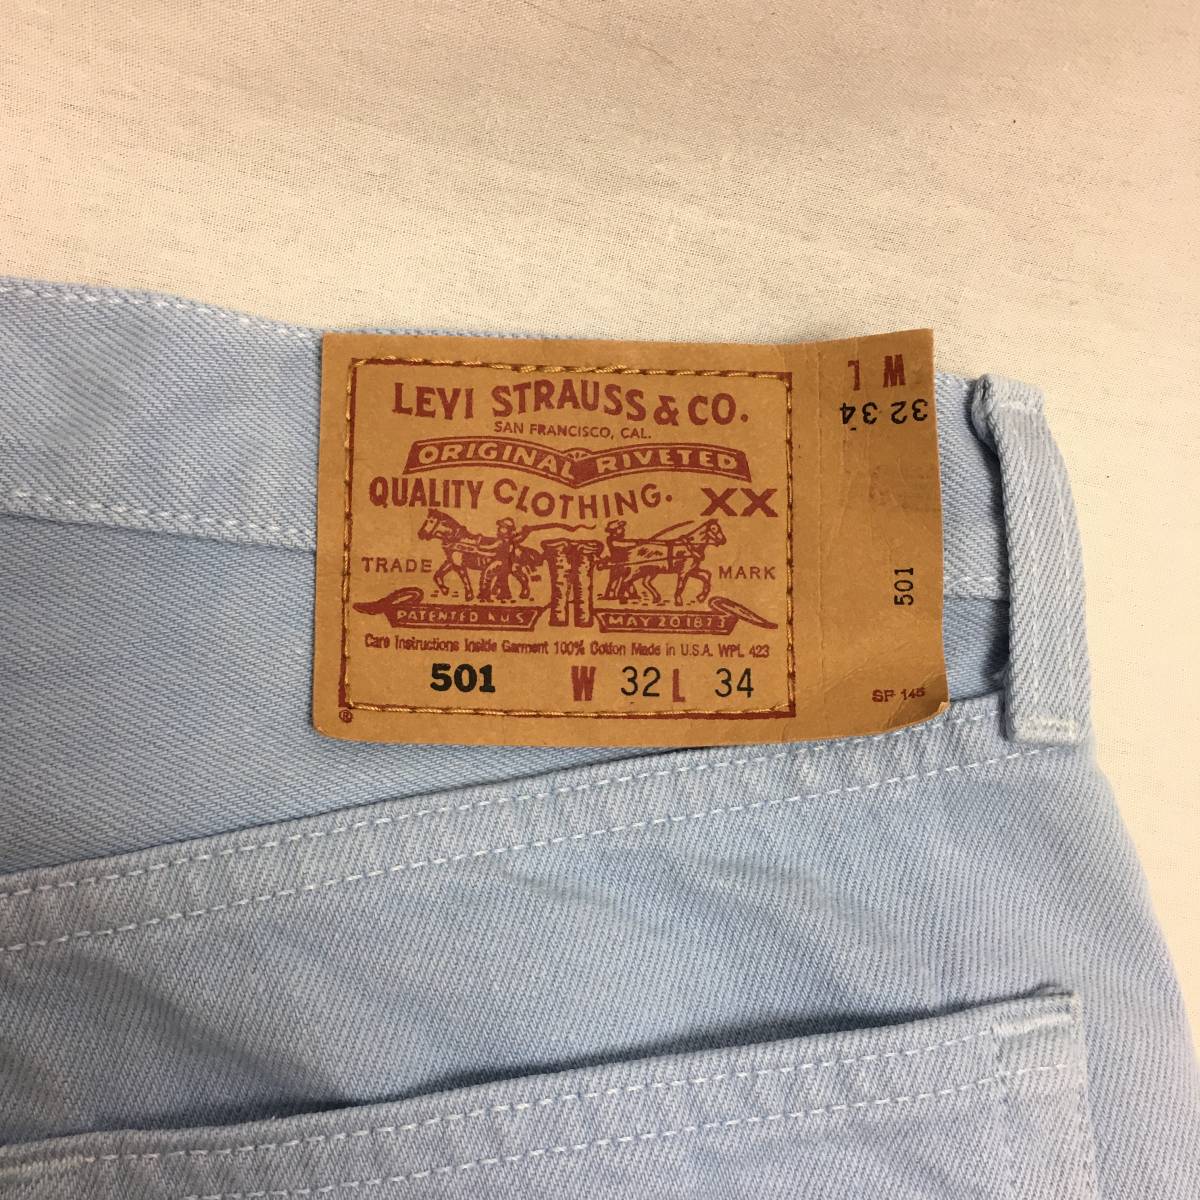 LEVI STRAUSS & CO.
SAN FRANCISCO, CAL.
ORIGINAL RIVETED
QUALITY CLOTHING. XX
TRADE MARK
PATENTED U.S MAY 20 1873
Care Instructions Inside Garment 100% Cotton Made in U.S.A. WPL 423
501 W 32 L 34
®
W L
32 34
501
SP 145